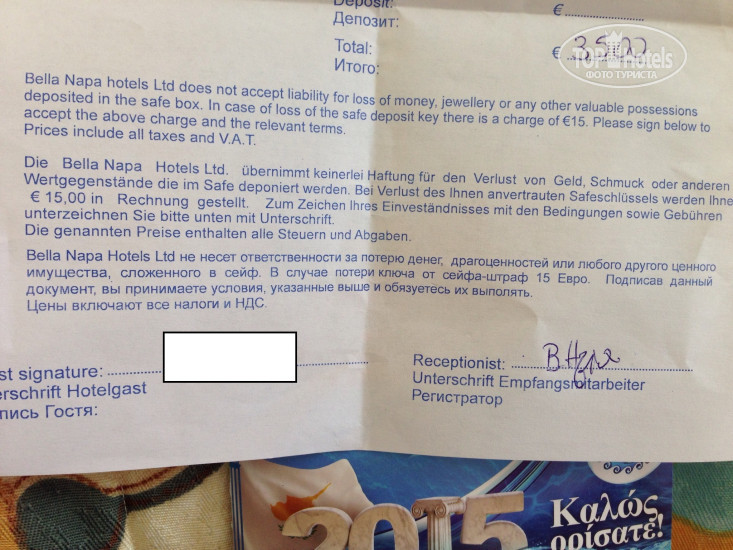 Deposit: € ..................
Депозит:
Total: €
Итого:
TOP Hotels
ФОТО ТУРИСТА
Bella Napa hotels Ltd does not accept liability for loss of money, jewellery or any other valuable possessions
deposited in the safe box. In case of loss of the safe deposit key there is a charge of €15. Please sign below to
accept the above charge and the relevant terms.
Prices include all taxes and V.A.T.
Die Bella Napa Hotels Ltd. übernimmt keinerlei Haftung für den Verlust von Geld, Schmuck oder anderen
Wertgegenstände die im Safe deponiert werden. Bei Verlust des Ihnen anvertrauten Safeschlüssels werden Ihne
€ 15,00 in Rechnung gestellt. Zum Zeichen Ihres Einveständnisses mit den Bedingungen sowie Gebühren
unterzeichnen Sie bitte unten mit Unterschrift.
Die genannten Preise enthalten alle Steuern und Abgaben.
Bella Napa Hotels Ltd не несет ответственности за потерю денег, драгоценностей или любого другого ценного
имущества, сложенного в сейф. В случае потери ключа от сейфа-штраф 15 Евро. Подписав данный
документ, вы принимаете условия, указанные выше и обязуетесь их выполять.
Цены включают все налоги и НДС.
st signature: ..................
erschrift Hotelgast
пись Гостя:
Receptionist: ..................
Unterschrift Empfangsmitarbeiter
Регистратор
2015
Καλώς
ορίσατε!